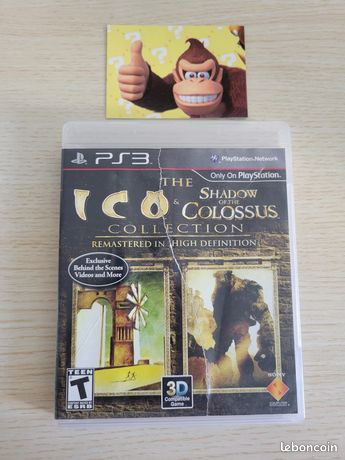 PS3
PlayStation Network
Only On PlayStation.
THE
ICO & SHADOW OF THE COLOSSUS
COLLECTION
REMASTERED IN HIGH DEFINITION
Exclusive
Behind the Scenes
Videos and More
TEEN
T
ESRB
3D
Compatible
Game
SONY
leboncoin